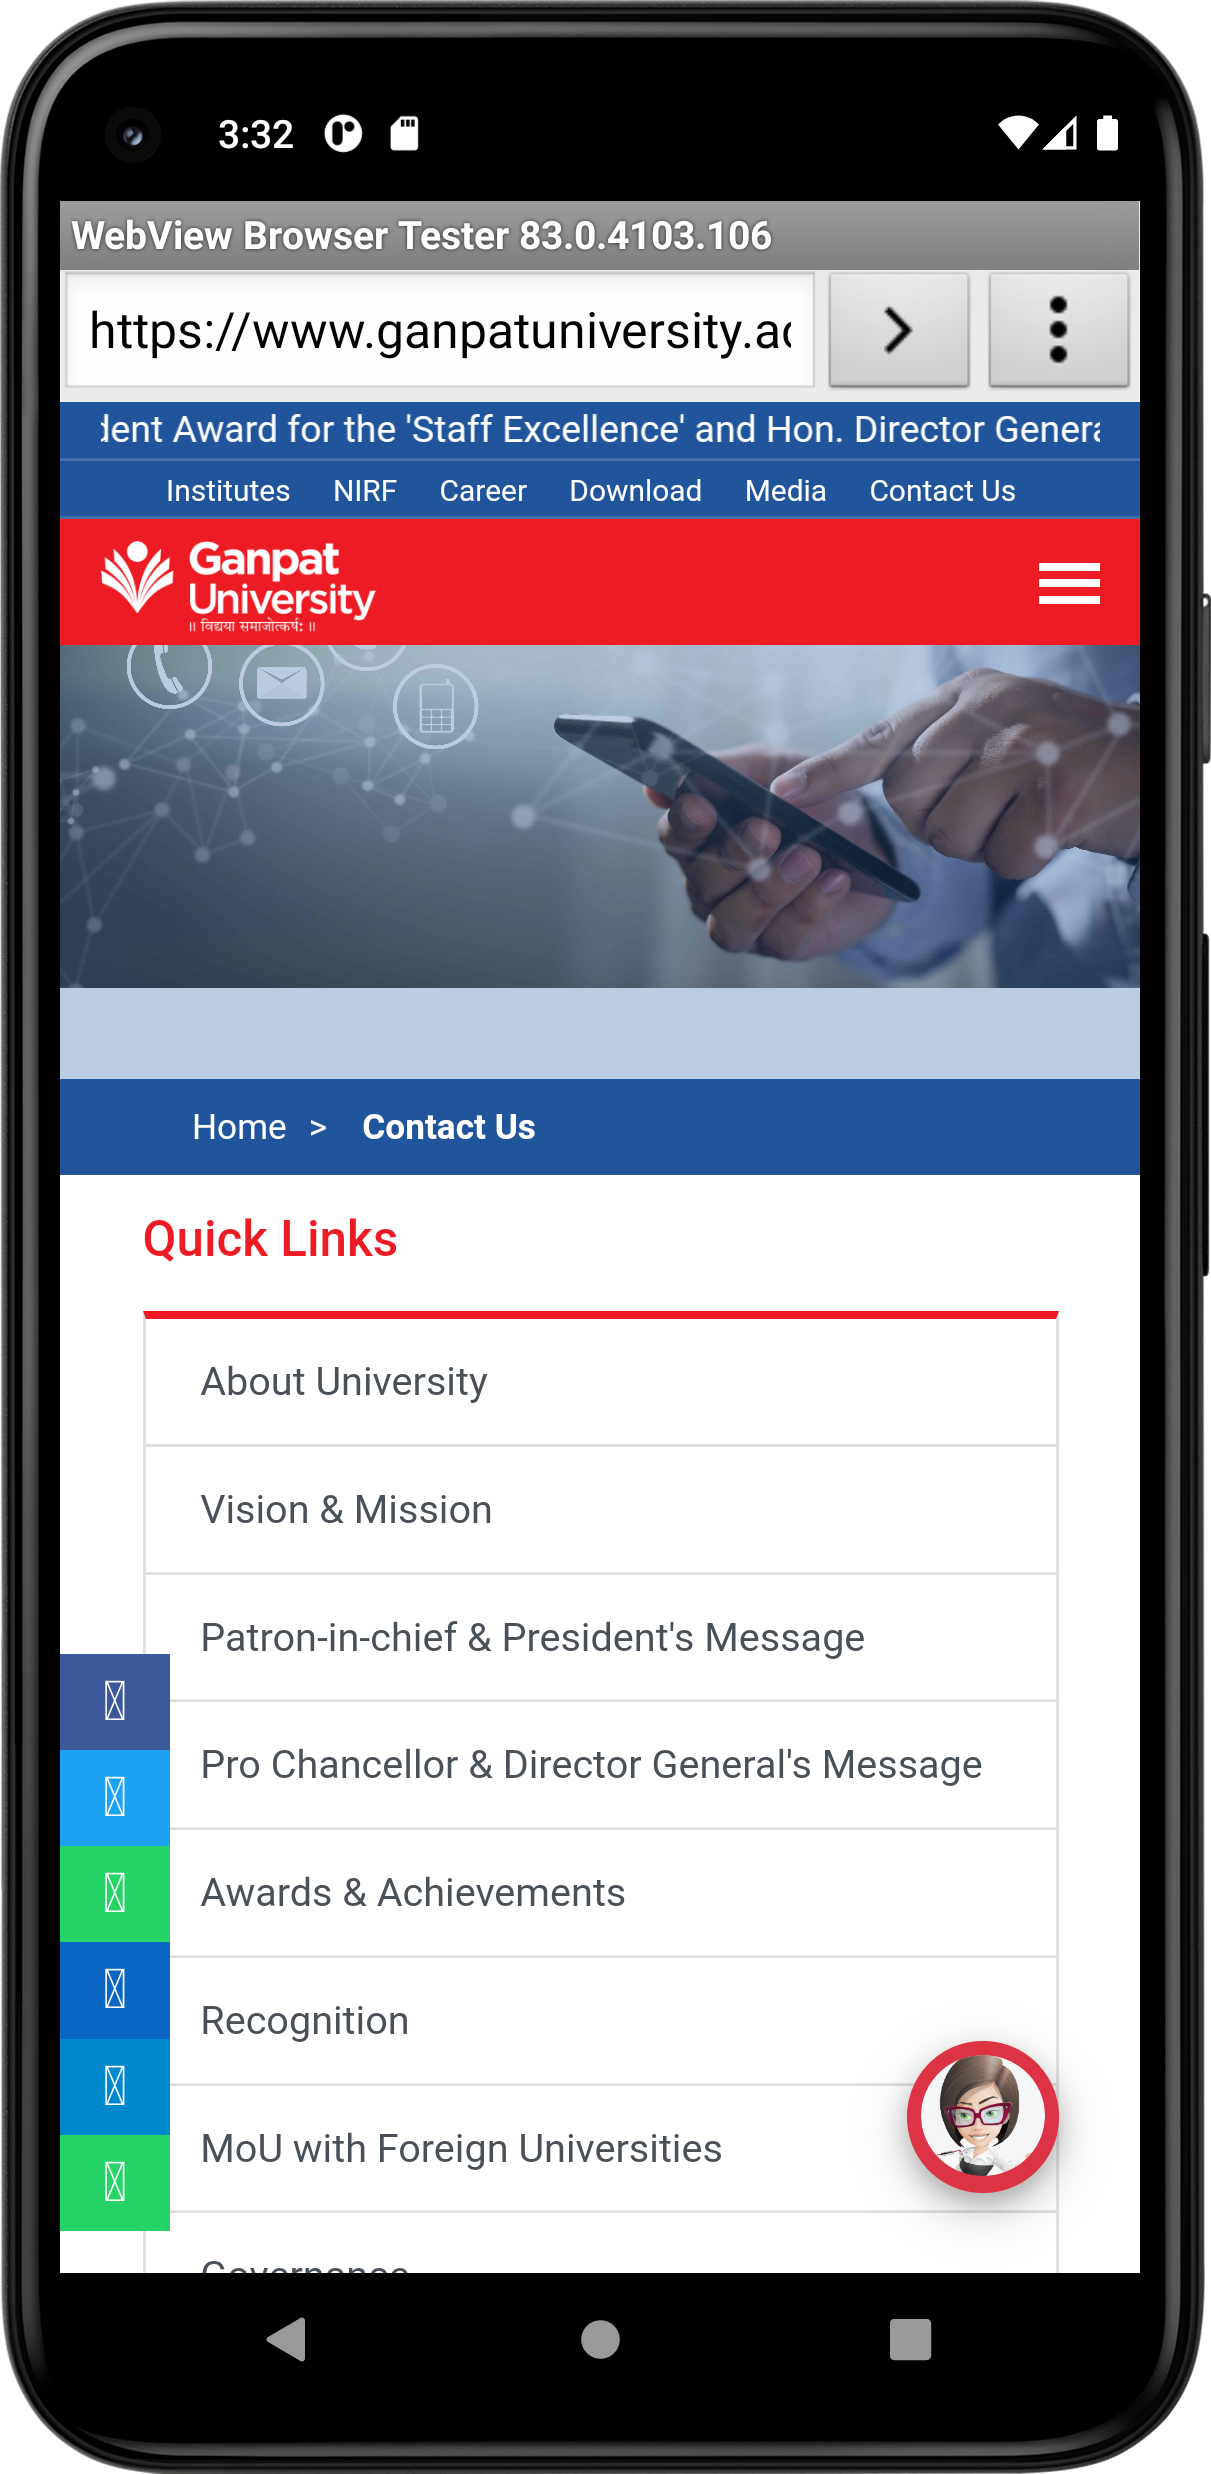 3:32
WebView Browser Tester 83.0.4103.106
https://www.ganpatuniversity.ac
dent Award for the 'Staff Excellence' and Hon. Director Genera
Institutes NIRF Career Download Media Contact Us
Ganpat
University
॥ विद्यया समाजोत्कर्षः ॥
Home > Contact Us
Quick Links
About University
Vision & Mission
Patron-in-chief & President's Message
Pro Chancellor & Director General's Message
Awards & Achievements
Recognition
MoU with Foreign Universities
Governance